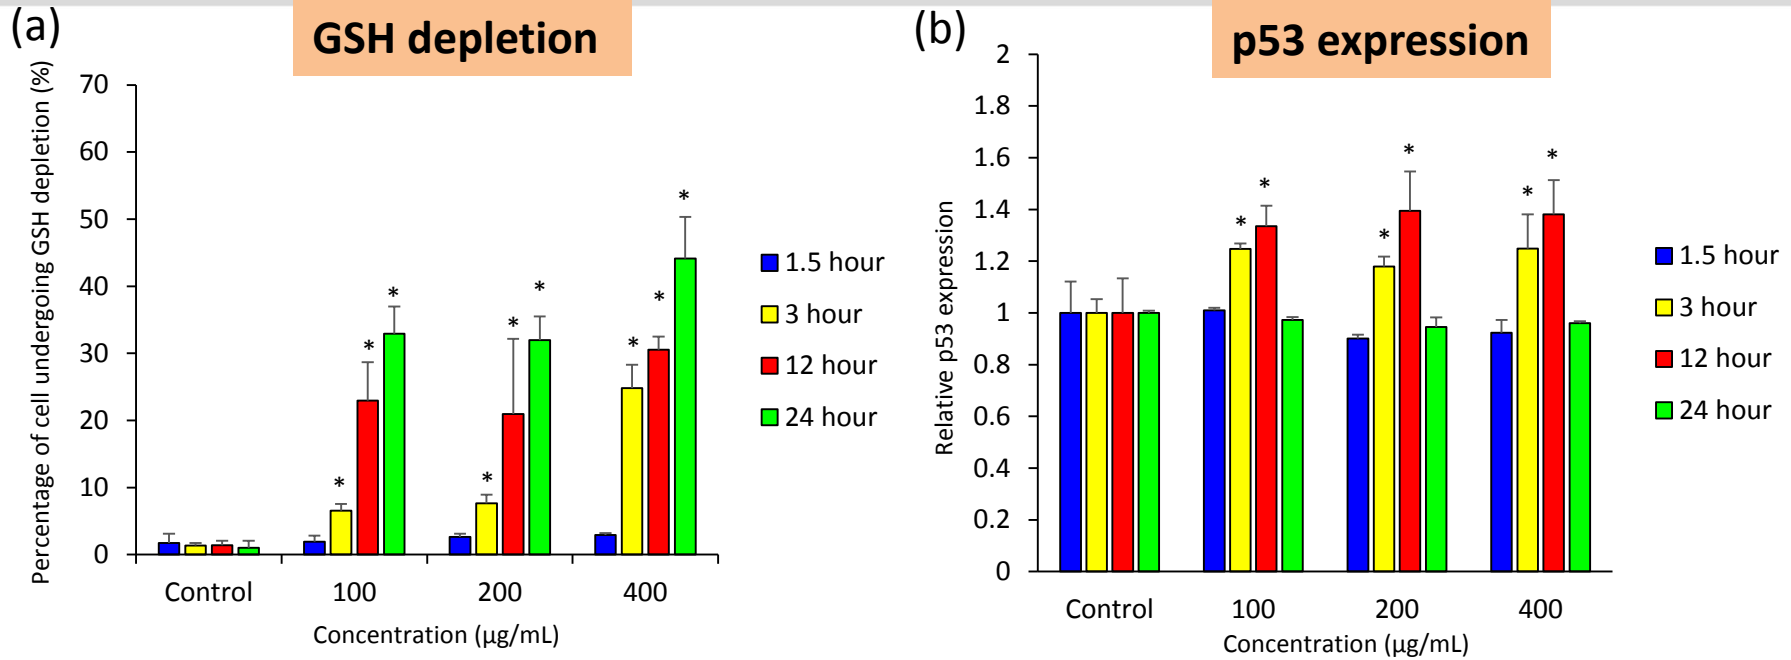 (a)
GSH depletion
Percentage of cell undergoing GSH depletion (%)
70
60
50
40
30
20
10
0
* * *
* * *
* * *
Control 100 200 400
Concentration (µg/mL)
1.5 hour
3 hour
12 hour
24 hour
(b)
p53 expression
Relative p53 expression
2
1.8
1.6
1.4
1.2
1
0.8
0.6
0.4
0.2
0
* *
* *
* *
Control 100 200 400
Concentration (µg/mL)
1.5 hour
3 hour
12 hour
24 hour